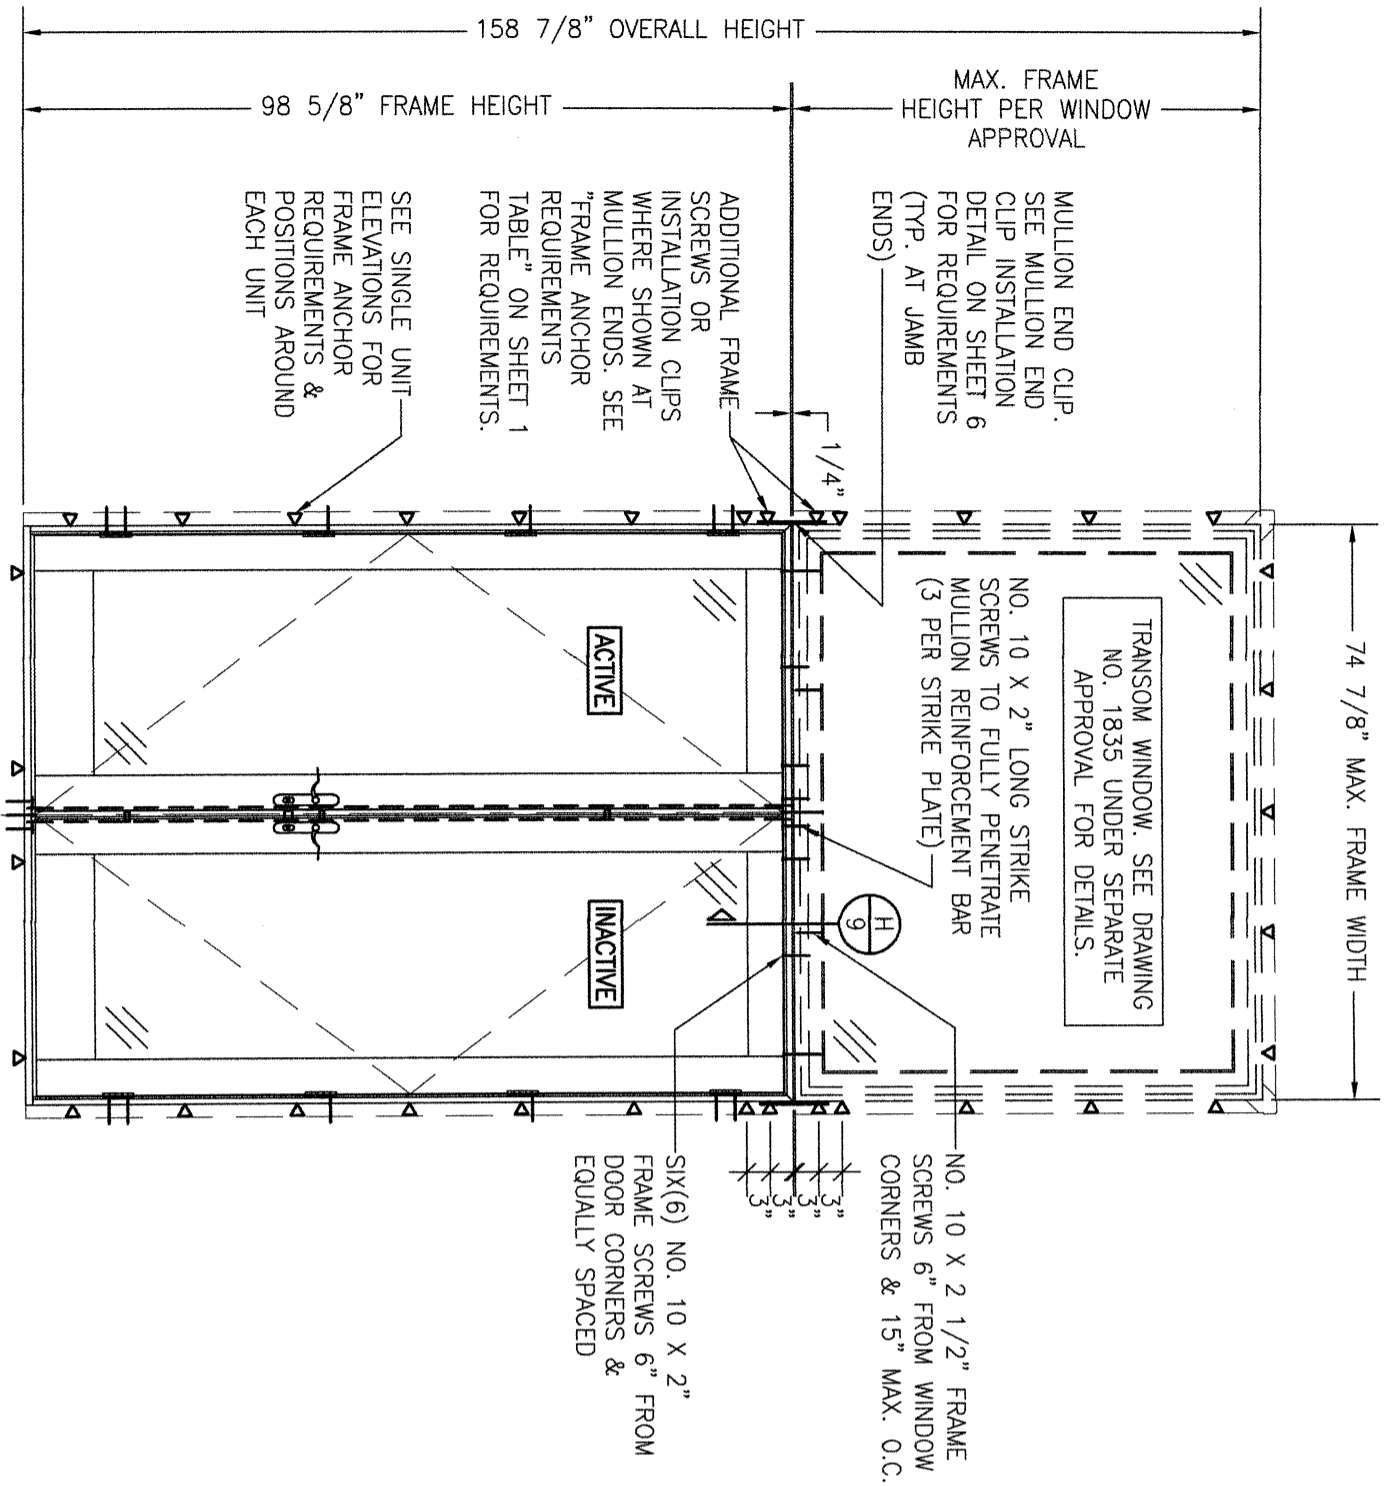 158 7/8" OVERALL HEIGHT
98 5/8" FRAME HEIGHT
MAX. FRAME
HEIGHT PER WINDOW
APPROVAL
MULLION END CLIP.
SEE MULLION END
CLIP INSTALLATION
DETAIL ON SHEET 6
FOR REQUIREMENTS
(TYP. AT JAMB
ENDS)
ADDITIONAL FRAME
SCREWS OR
INSTALLATION CLIPS
WHERE SHOWN AT
MULLION ENDS. SEE
"FRAME ANCHOR
REQUIREMENTS
TABLE" ON SHEET 1
FOR REQUIREMENTS.
SEE SINGLE UNIT
ELEVATIONS FOR
FRAME ANCHOR
REQUIREMENTS &
POSITIONS AROUND
EACH UNIT
1/4"
74 7/8" MAX. FRAME WIDTH
TRANSOM WINDOW. SEE DRAWING
NO. 1835 UNDER SEPARATE
APPROVAL FOR DETAILS.
NO. 10 X 2" LONG STRIKE
SCREWS TO FULLY PENETRATE
MULLION REINFORCEMENT BAR
(3 PER STRIKE PLATE)
ACTIVE
INACTIVE
H
9
NO. 10 X 2 1/2" FRAME
SCREWS 6" FROM WINDOW
CORNERS & 15" MAX. O.C.
3"
3"
3"
3"
SIX(6) NO. 10 X 2"
FRAME SCREWS 6" FROM
DOOR CORNERS &
EQUALLY SPACED